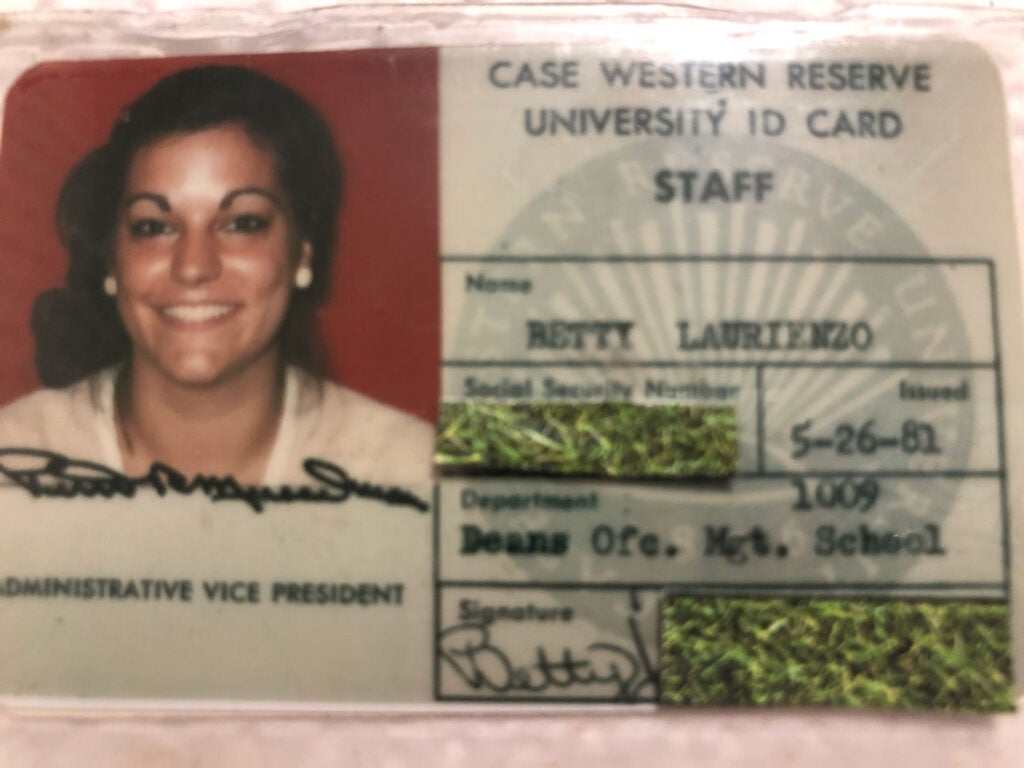 CASE WESTERN RESERVE
UNIVERSITY ID CARD
STAFF
Name
BETTY LAURIENZO
Social Security Number
Issued
5-26-81
Department
1009
Deans Ofc. Mgt. School
ADMINISTRATIVE VICE PRESIDENT
Signature
Betty